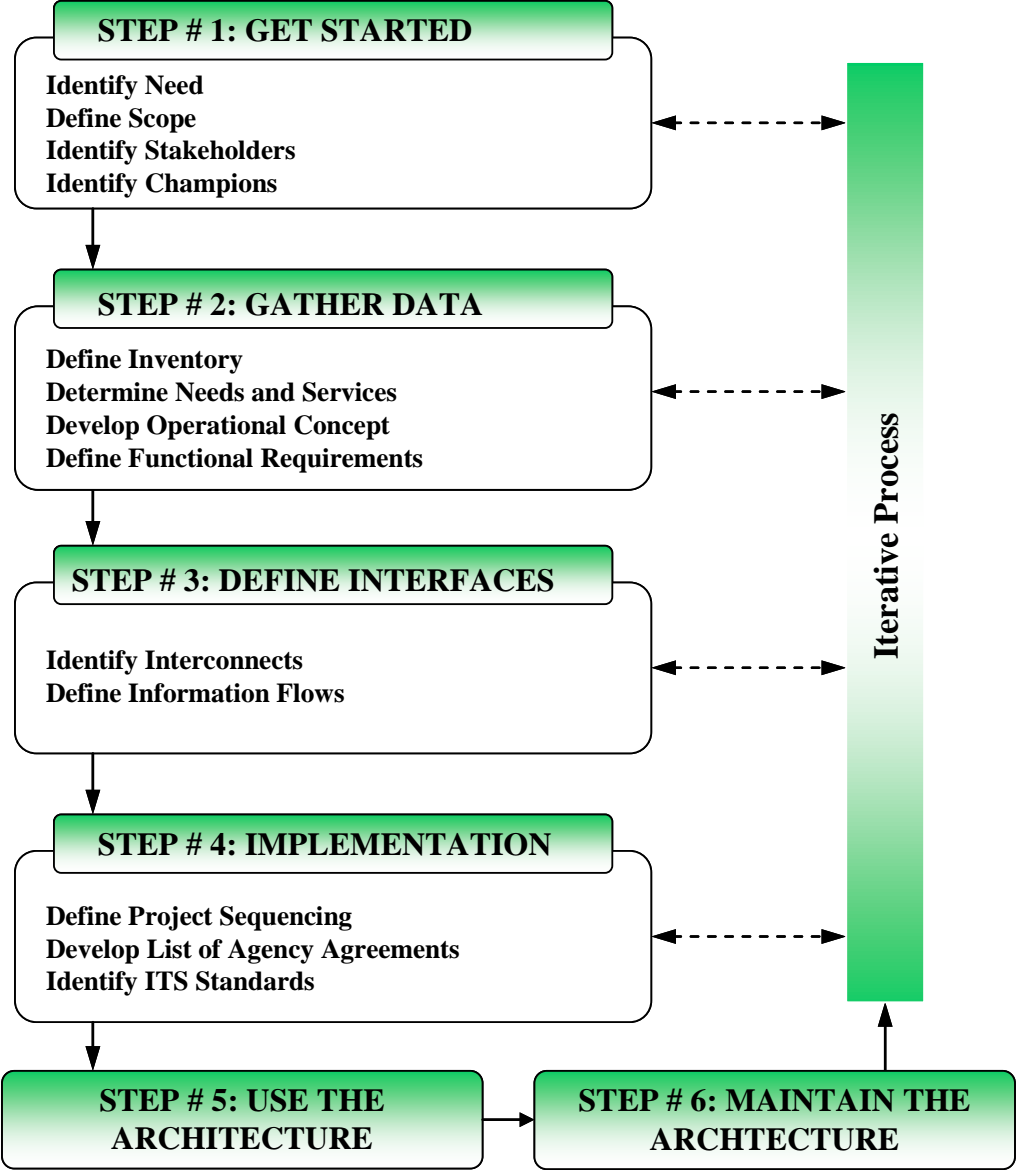 STEP # 1: GET STARTED
Identify Need
Define Scope
Identify Stakeholders
Identify Champions
STEP # 2: GATHER DATA
Define Inventory
Determine Needs and Services
Develop Operational Concept
Define Functional Requirements
STEP # 3: DEFINE INTERFACES
Identify Interconnects
Define Information Flows
STEP # 4: IMPLEMENTATION
Define Project Sequencing
Develop List of Agency Agreements
Identify ITS Standards
STEP # 5: USE THE
ARCHITECTURE
STEP # 6: MAINTAIN THE
ARCHTECTURE
Iterative Process